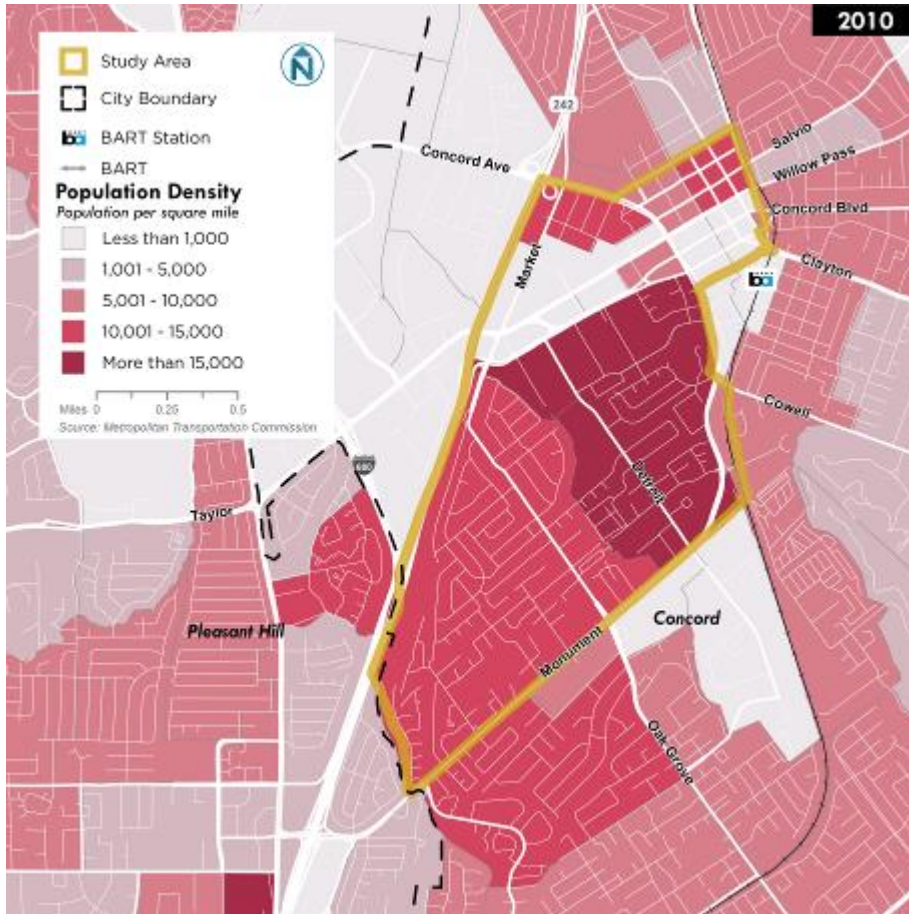 2010
Study Area
N
City Boundary
ba BART Station
BART
Population Density
Population per square mile
Less than 1,000
1,001 - 5,000
5,001 - 10,000
10,001 - 15,000
More than 15,000
Miles 0 0.25 0.5
Source: Metropolitan Transportation Commission
242
Concord Ave
Salvio
Willow Pass
Concord Blvd
Clayton
Market
ba
Cowell
680
Detroit
Taylor
Pleasant Hill
Concord
Monument
Oak Grove